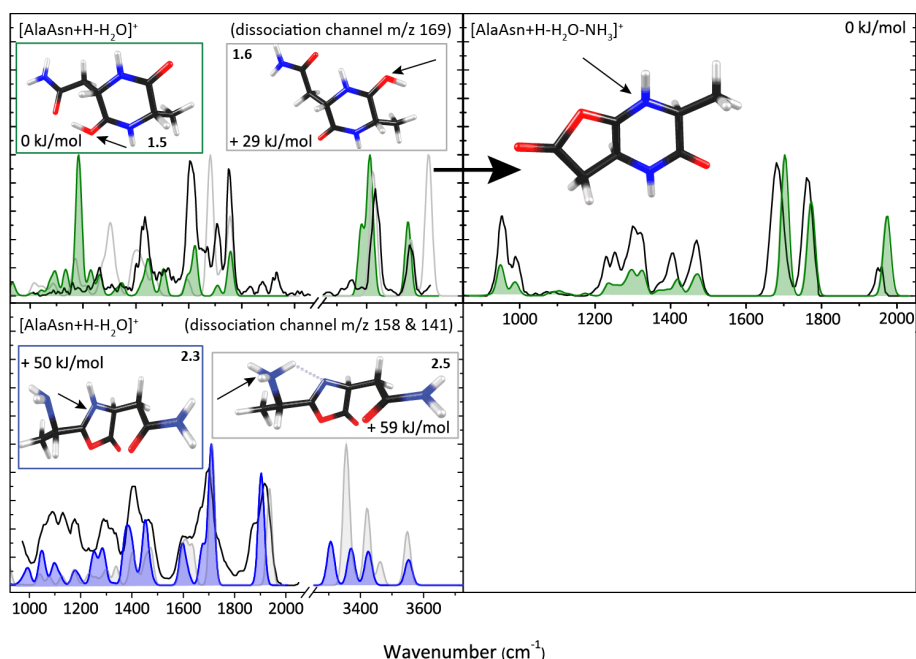 [AlaAsn+H-H₂O]⁺ (dissociation channel m/z 169)
0 kJ/mol
1.5
1.6
+ 29 kJ/mol
[AlaAsn+H-H₂O-NH₃]⁺ 0 kJ/mol
1000 1200 1400 1600 1800 2000
[AlaAsn+H-H₂O]⁺ (dissociation channel m/z 158 & 141)
+ 50 kJ/mol
2.3
2.5
+ 59 kJ/mol
1000 1200 1400 1600 1800 2000 3400 3600
Wavenumber (cm⁻¹)